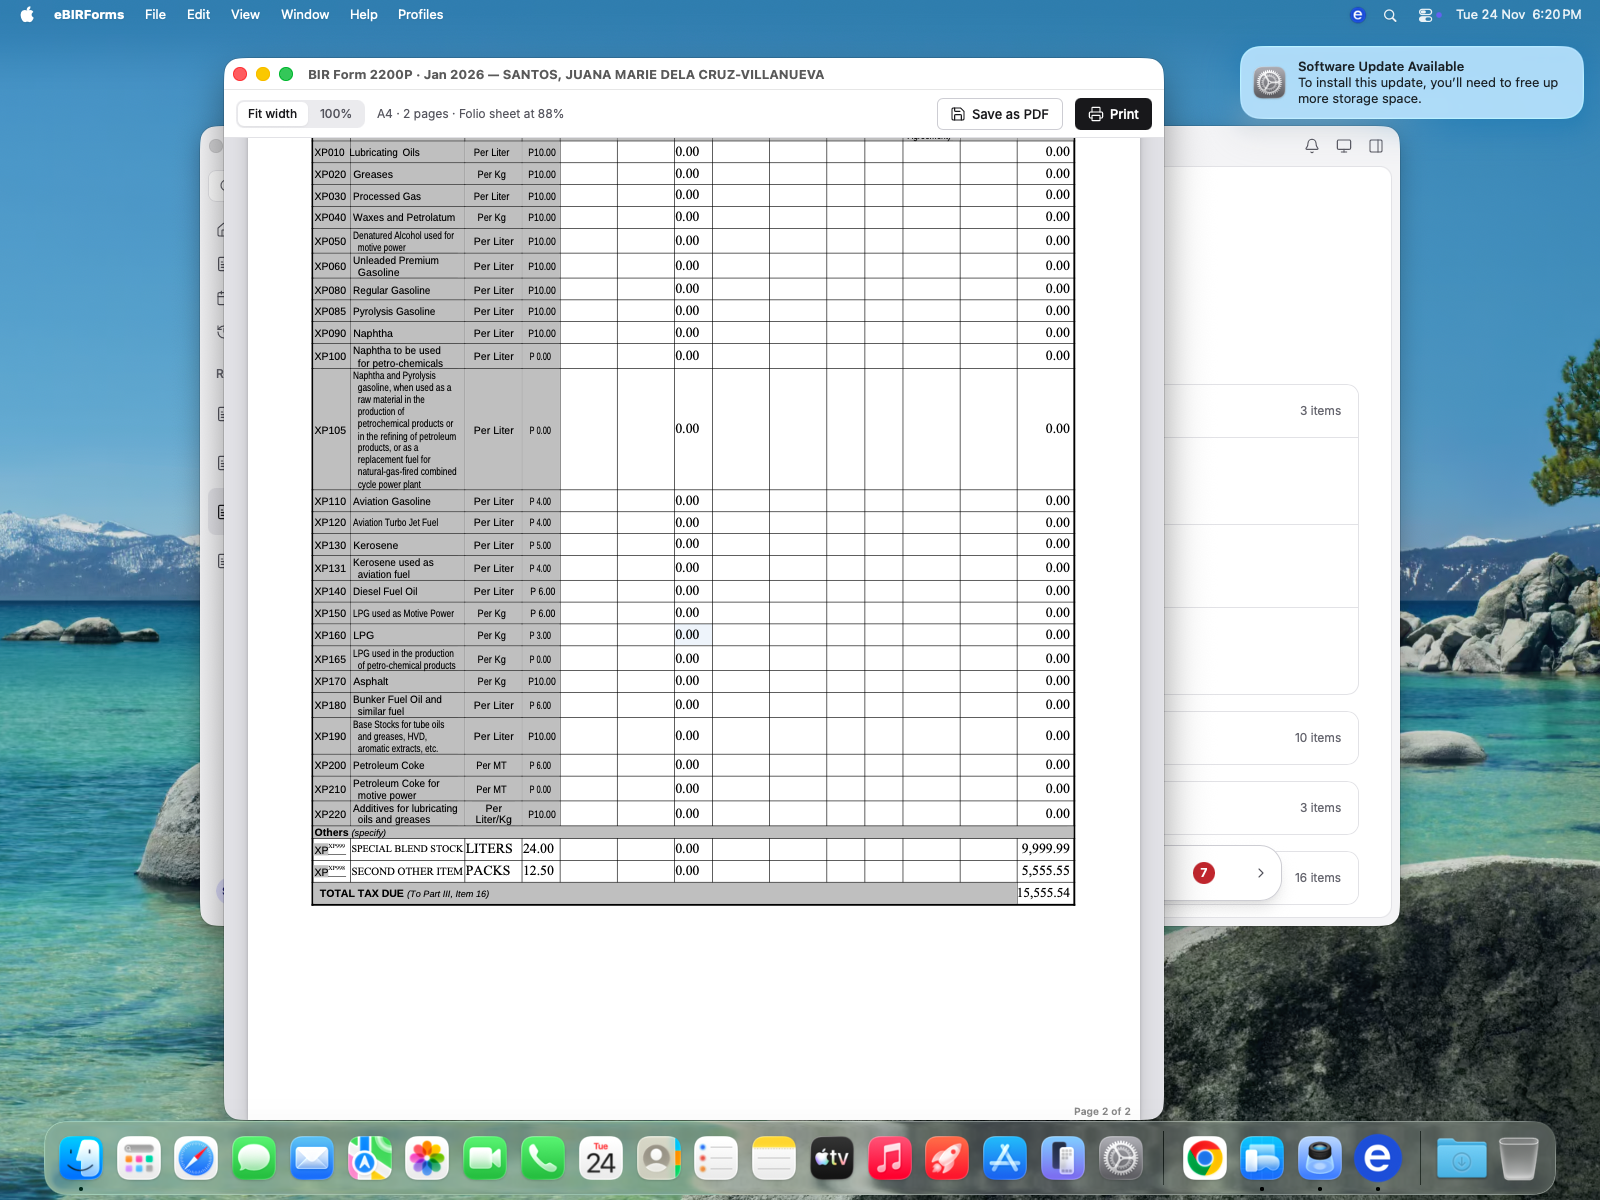 eBIRForms File Edit View Window Help Profiles
Tue 24 Nov 6:20 PM
Software Update Available
To install this update, you'll need to free up
more storage space.
BIR Form 2200P · Jan 2026 — SANTOS, JUANA MARIE DELA CRUZ-VILLANUEVA
Fit width 100% A4 · 2 pages · Folio sheet at 88% Save as PDF Print
XP010 Lubricating Oils Per Liter P10.00 0.00 0.00
XP020 Greases Per Kg P10.00 0.00 0.00
XP030 Processed Gas Per Liter P10.00 0.00 0.00
XP040 Waxes and Petrolatum Per Kg P10.00 0.00 0.00
XP050 Denatured Alcohol used for motive power Per Liter P10.00 0.00 0.00
XP060 Unleaded Premium Gasoline Per Liter P10.00 0.00 0.00
XP080 Regular Gasoline Per Liter P10.00 0.00 0.00
XP085 Pyrolysis Gasoline Per Liter P10.00 0.00 0.00
XP090 Naphtha Per Liter P10.00 0.00 0.00
XP100 Naphtha to be used for petro-chemicals Per Liter P 0.00 0.00 0.00
XP105 Naphtha and Pyrolysis gasoline, when used as a raw material in the production of petrochemical products or in the refining of petroleum products, or as a replacement fuel for natural-gas-fired combined cycle power plant Per Liter P 0.00 0.00 0.00
XP110 Aviation Gasoline Per Liter P 4.00 0.00 0.00
XP120 Aviation Turbo Jet Fuel Per Liter P 4.00 0.00 0.00
XP130 Kerosene Per Liter P 5.00 0.00 0.00
XP131 Kerosene used as aviation fuel Per Liter P 4.00 0.00 0.00
XP140 Diesel Fuel Oil Per Liter P 6.00 0.00 0.00
XP150 LPG used as Motive Power Per Kg P 6.00 0.00 0.00
XP160 LPG Per Kg P 3.00 0.00 0.00
XP165 LPG used in the production of petro-chemical products Per Kg P 0.00 0.00 0.00
XP170 Asphalt Per Kg P10.00 0.00 0.00
XP180 Bunker Fuel Oil and similar fuel Per Liter P 6.00 0.00 0.00
XP190 Base Stocks for tube oils and greases, HVD, aromatic extracts, etc. Per Liter P10.00 0.00 0.00
XP200 Petroleum Coke Per MT P 6.00 0.00 0.00
XP210 Petroleum Coke for motive power Per MT P 0.00 0.00 0.00
XP220 Additives for lubricating oils and greases Per Liter/Kg P10.00 0.00 0.00
Others (specify)
XP XP999 SPECIAL BLEND STOCK LITERS 24.00 0.00 9,999.99
XP XP998 SECOND OTHER ITEM PACKS 12.50 0.00 5,555.55
TOTAL TAX DUE (To Part III, Item 16) 15,555.54
Page 2 of 2
3 items
10 items
3 items
7 16 items
Tue
24
tv